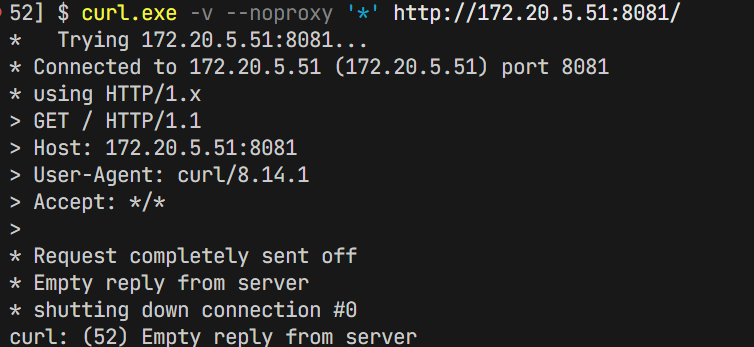 52] $ curl.exe -v --noproxy '*' http://172.20.5.51:8081/
*   Trying 172.20.5.51:8081...
* Connected to 172.20.5.51 (172.20.5.51) port 8081
* using HTTP/1.x
> GET / HTTP/1.1
> Host: 172.20.5.51:8081
> User-Agent: curl/8.14.1
> Accept: */*
>
* Request completely sent off
* Empty reply from server
* shutting down connection #0
curl: (52) Empty reply from server